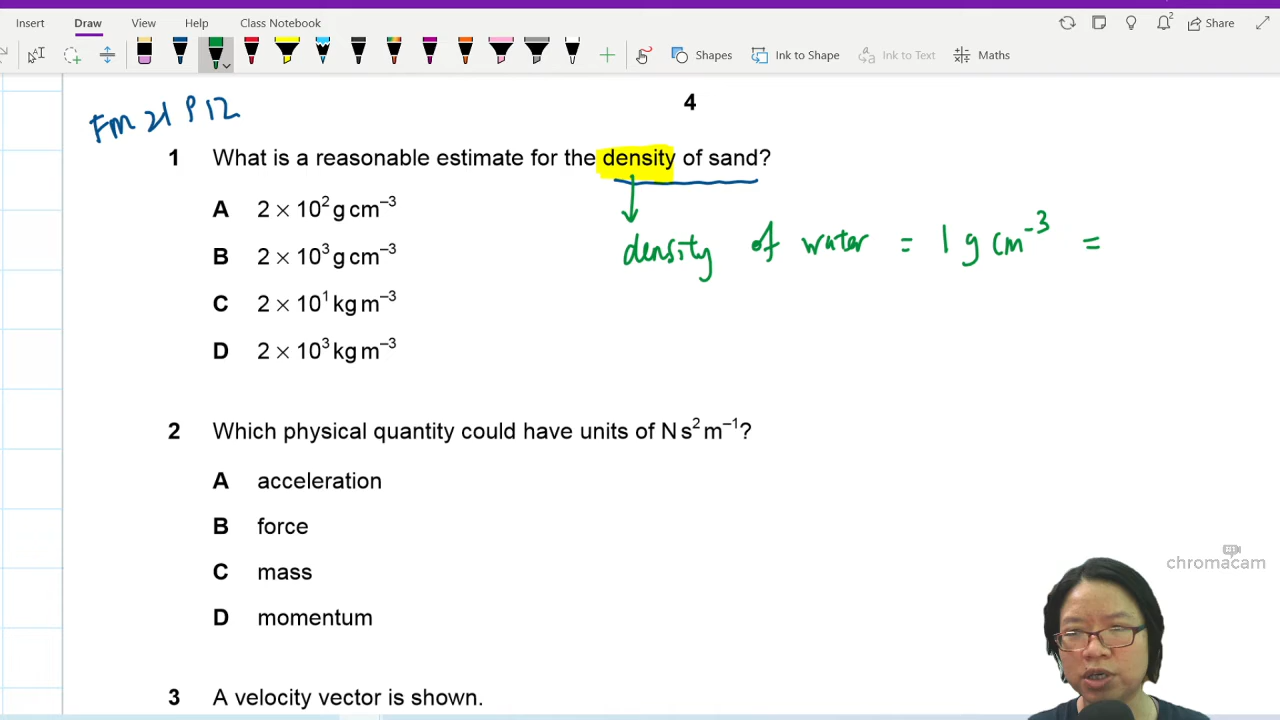 Insert Draw View Help Class Notebook 2 Share
Shapes Ink to Shape Ink to Text Maths
FM 21 P12
4
1 What is a reasonable estimate for the density of sand?
A 2 × 10² g cm⁻³
B 2 × 10³ g cm⁻³
C 2 × 10¹ kg m⁻³
D 2 × 10³ kg m⁻³
density of water = 1 g cm⁻³ =
2 Which physical quantity could have units of N s² m⁻¹?
A acceleration
B force
C mass
D momentum
chromacam
3 A velocity vector is shown.